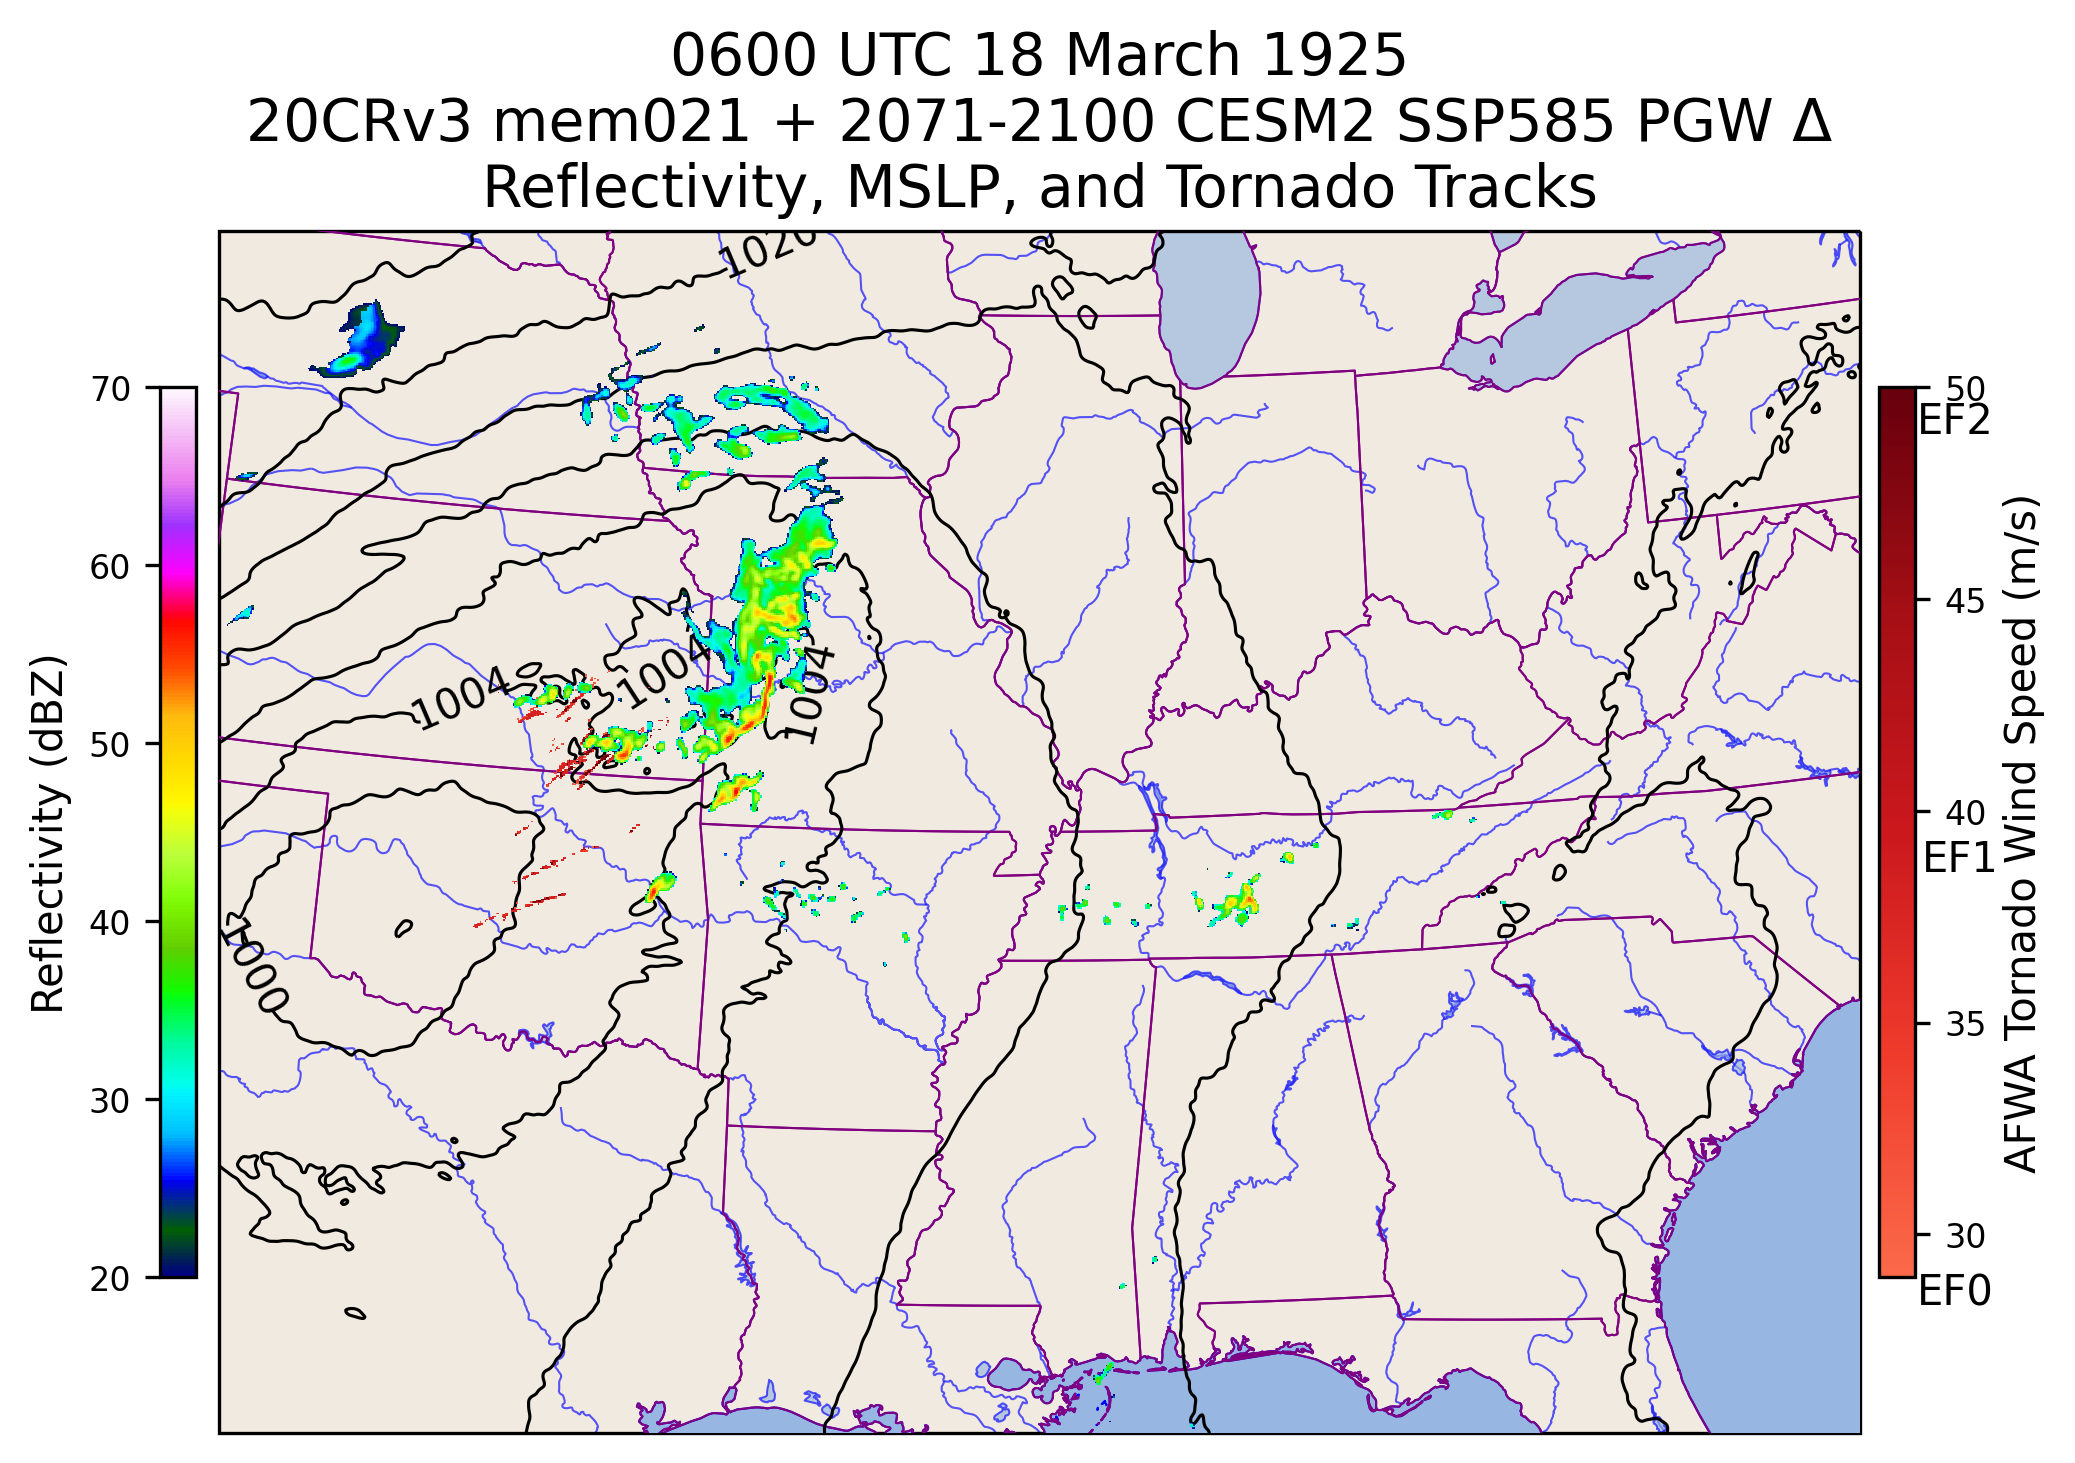 0600 UTC 18 March 1925
20CRv3 mem021 + 2071-2100 CESM2 SSP585 PGW Δ
Reflectivity, MSLP, and Tornado Tracks
1020
1004
1004
1004
1000
70
60
50
40
30
20
Reflectivity (dBZ)
50
EF2
45
40
EF1
35
30
EF0
AFWA Tornado Wind Speed (m/s)